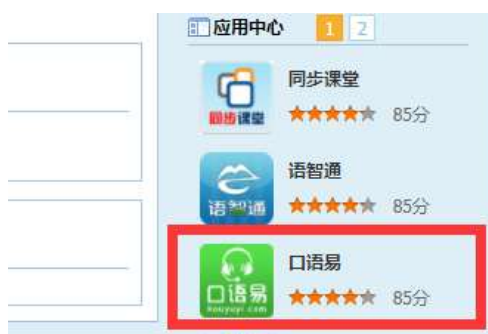 应用中心 1 2
同步课堂
同步课堂
85分
语智通
语智通
85分
口语易
口语易
kouyuyi.com
85分